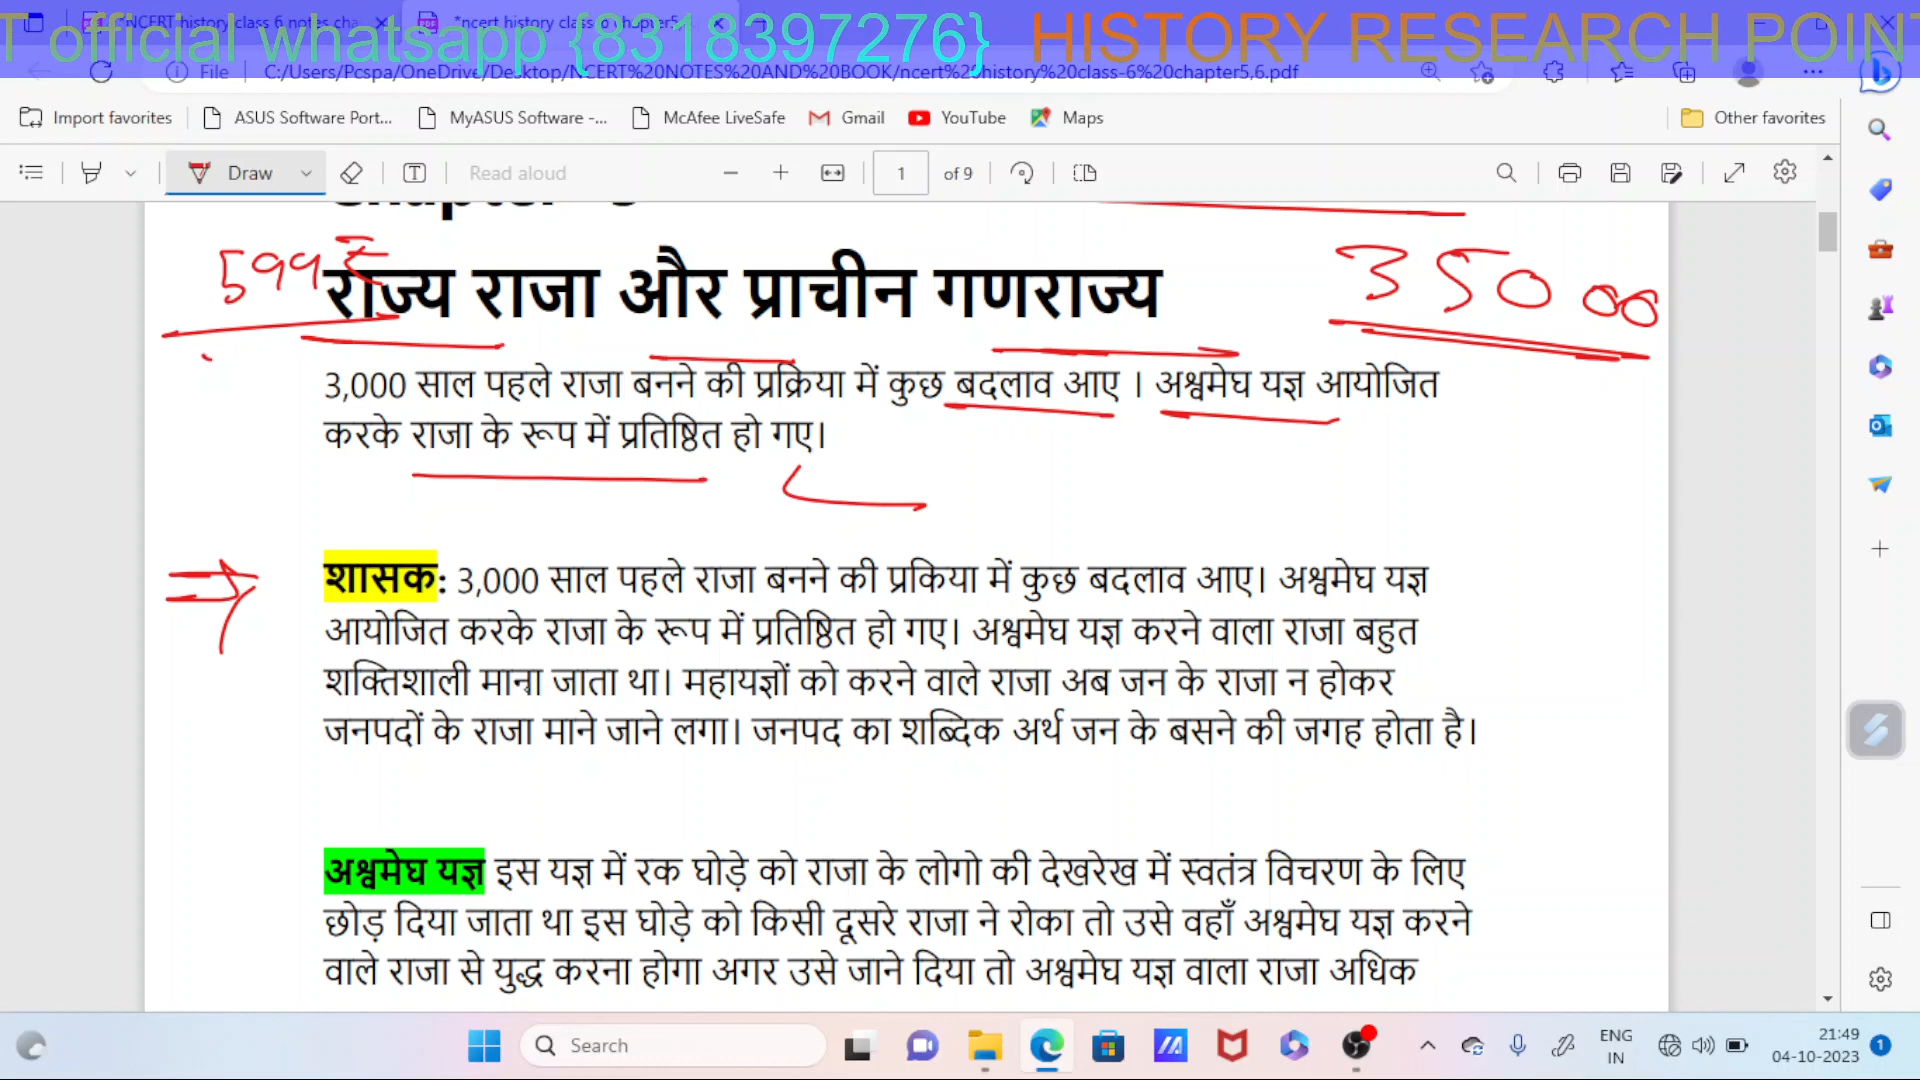 T official whatsapp {8318397276} HISTORY RESEARCH POINT
File C:/Users/Pcspa/OneDrive/Desktop/NCERT%20NOTES%20AND%20BOOK/ncert%20history%20class-6%20chapter5,6.pdf
Import favorites ASUS Software Port... MyASUS Software -... McAfee LiveSafe Gmail YouTube Maps Other favorites
Draw Read aloud 1 of 9
599₹
राज्य राजा और प्राचीन गणराज्य
35000
3,000 साल पहले राजा बनने की प्रक्रिया में कुछ बदलाव आए । अश्वमेघ यज्ञ आयोजित
करके राजा के रूप में प्रतिष्ठित हो गए।
शासक: 3,000 साल पहले राजा बनने की प्रकिया में कुछ बदलाव आए। अश्वमेघ यज्ञ
आयोजित करके राजा के रूप में प्रतिष्ठित हो गए। अश्वमेघ यज्ञ करने वाला राजा बहुत
शक्तिशाली माना जाता था। महायज्ञों को करने वाले राजा अब जन के राजा न होकर
जनपदों के राजा माने जाने लगा। जनपद का शब्दिक अर्थ जन के बसने की जगह होता है।
अश्वमेघ यज्ञ इस यज्ञ में रक घोड़े को राजा के लोगो की देखरेख में स्वतंत्र विचरण के लिए
छोड़ दिया जाता था इस घोड़े को किसी दूसरे राजा ने रोका तो उसे वहाँ अश्वमेघ यज्ञ करने
वाले राजा से युद्ध करना होगा अगर उसे जाने दिया तो अश्वमेघ यज्ञ वाला राजा अधिक
Search
ENG
IN
21:49
04-10-2023
1